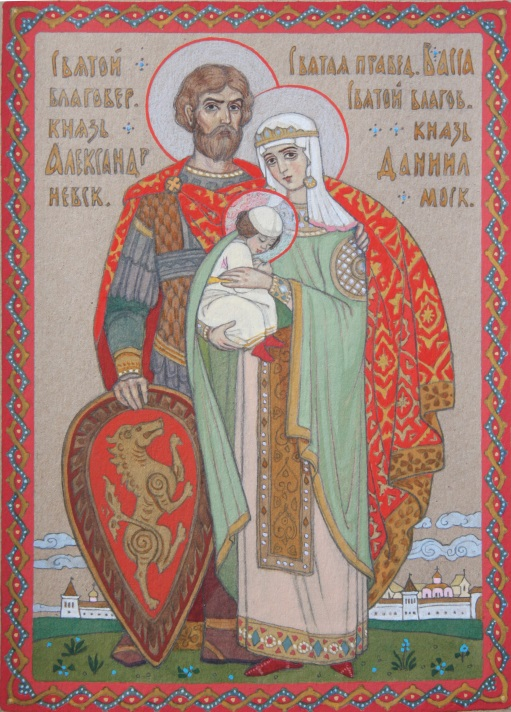 СВЯТОЙ
БЛАГОВЕР.
КНЯЗЬ
АЛЕКСАНДР
НЕВСК.
СВЯТАЯ ПРАВЕД. ВАССА
СВЯТОЙ БЛАГОВ.
КНЯЗЬ
ДАНИИЛ
МОСК.